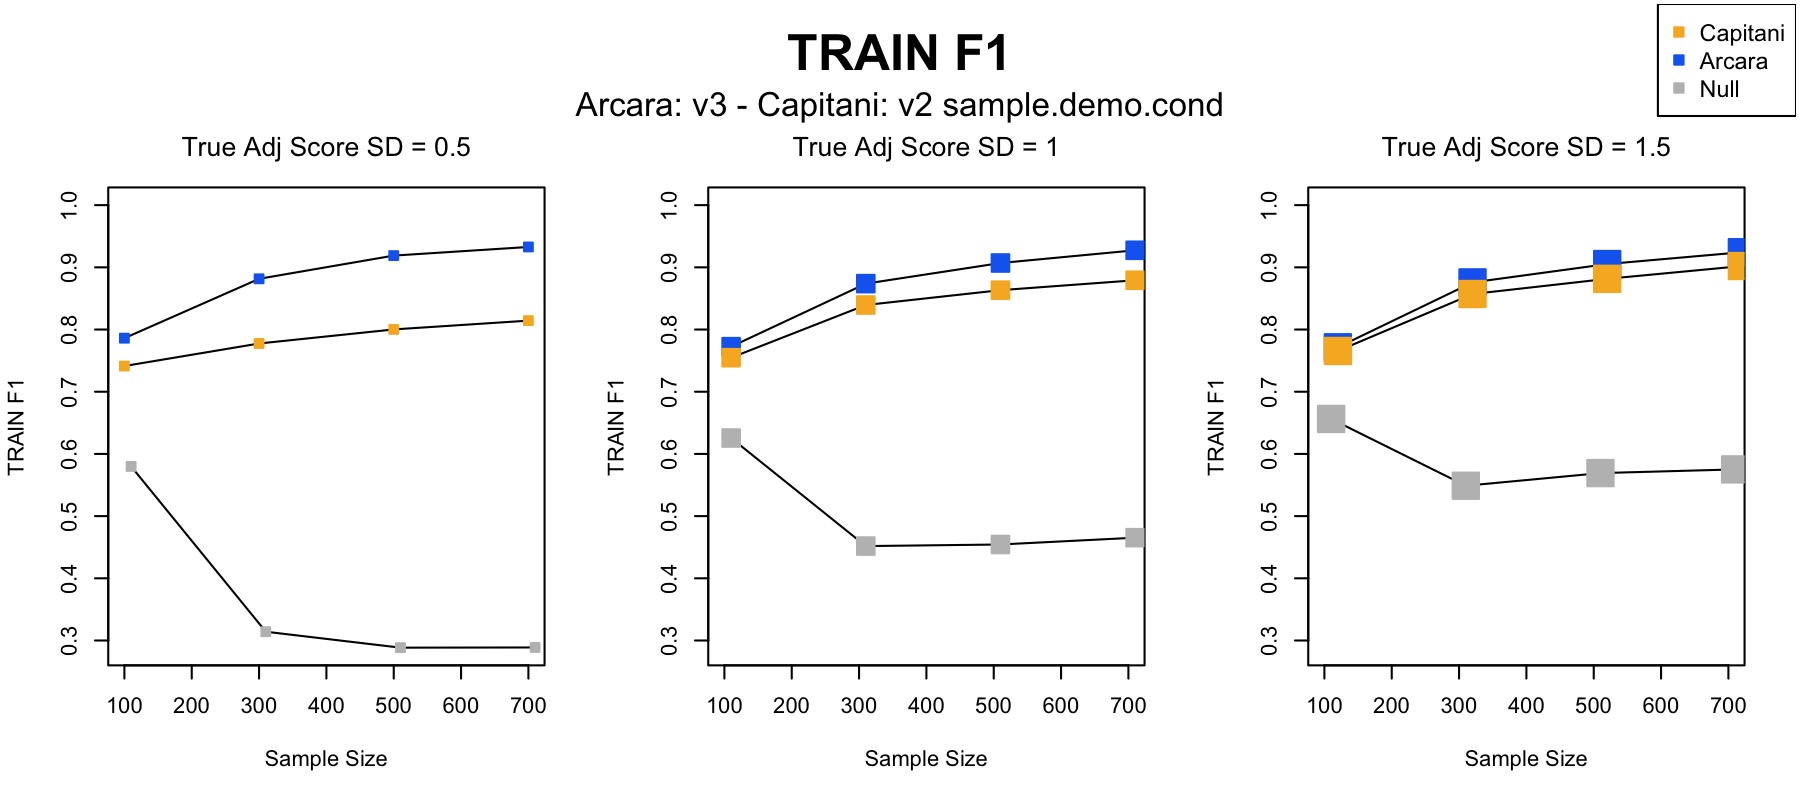 TRAIN F1
Arcara: v3 - Capitani: v2 sample.demo.cond
Capitani
Arcara
Null
True Adj Score SD = 0.5
TRAIN F1
1.0
0.9
0.8
0.7
0.6
0.5
0.4
0.3
100 200 300 400 500 600 700
Sample Size
True Adj Score SD = 1
TRAIN F1
1.0
0.9
0.8
0.7
0.6
0.5
0.4
0.3
100 200 300 400 500 600 700
Sample Size
True Adj Score SD = 1.5
TRAIN F1
1.0
0.9
0.8
0.7
0.6
0.5
0.4
0.3
100 200 300 400 500 600 700
Sample Size